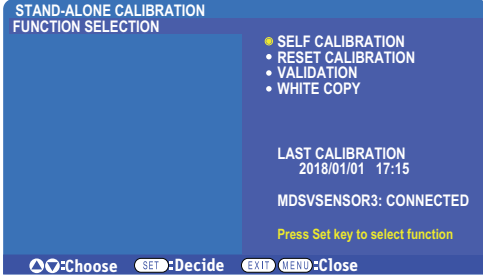 STAND-ALONE CALIBRATION
FUNCTION SELECTION
SELF CALIBRATION
RESET CALIBRATION
VALIDATION
WHITE COPY
LAST CALIBRATION
2018/01/01 17:15
MDSVSENSOR3: CONNECTED
Press Set key to select function
:Choose SET:Decide EXIT MENU:Close